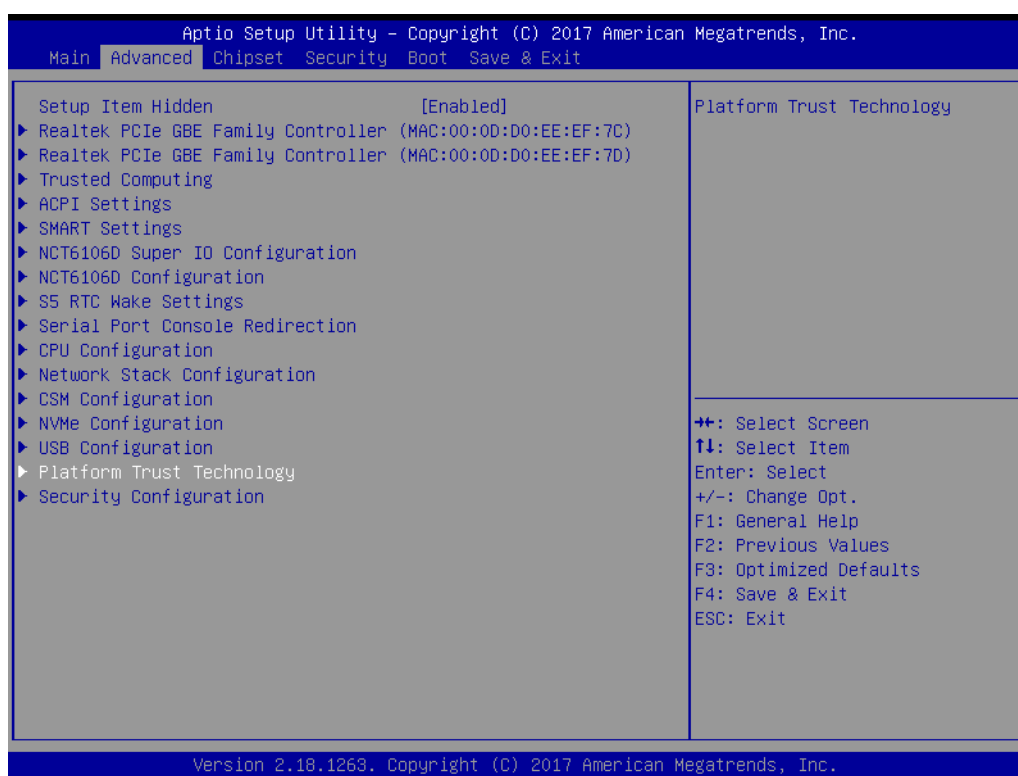 Aptio Setup Utility – Copyright (C) 2017 American Megatrends, Inc.
Main Advanced Chipset Security Boot Save & Exit
Setup Item Hidden [Enabled]
Realtek PCIe GBE Family Controller (MAC:00:0D:D0:EE:EF:7C)
Realtek PCIe GBE Family Controller (MAC:00:0D:D0:EE:EF:7D)
Trusted Computing
ACPI Settings
SMART Settings
NCT6106D Super IO Configuration
NCT6106D Configuration
S5 RTC Wake Settings
Serial Port Console Redirection
CPU Configuration
Network Stack Configuration
CSM Configuration
NVMe Configuration
USB Configuration
Platform Trust Technology
Security Configuration
Platform Trust Technology
→←: Select Screen
↑↓: Select Item
Enter: Select
+/-: Change Opt.
F1: General Help
F2: Previous Values
F3: Optimized Defaults
F4: Save & Exit
ESC: Exit
Version 2.18.1263. Copyright (C) 2017 American Megatrends, Inc.